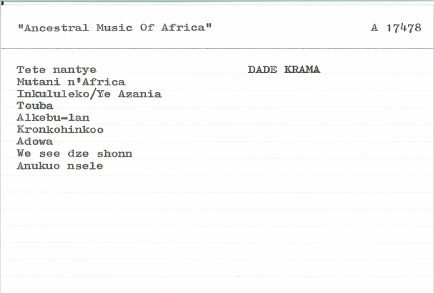 "Ancestral Music Of Africa" A 17478
Tete nantye DADE KRAMA
Mutani n'Africa
Inkululeko/Ye Azania
Touba
Alkebu-lan
Kronkohinkoo
Adowa
We see dze shonn
Anukuo nsele